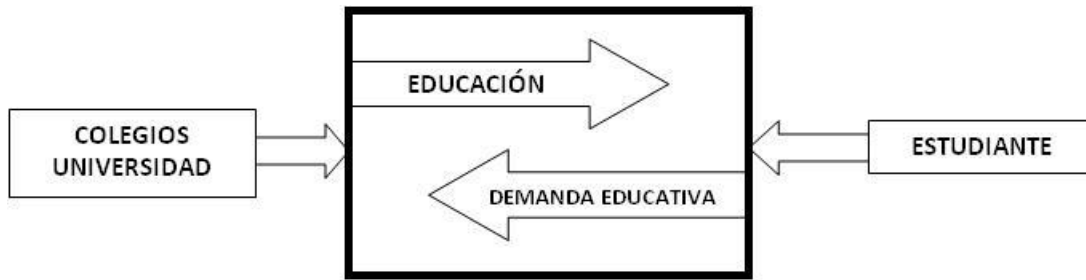 COLEGIOS
UNIVERSIDAD
EDUCACIÓN
DEMANDA EDUCATIVA
ESTUDIANTE